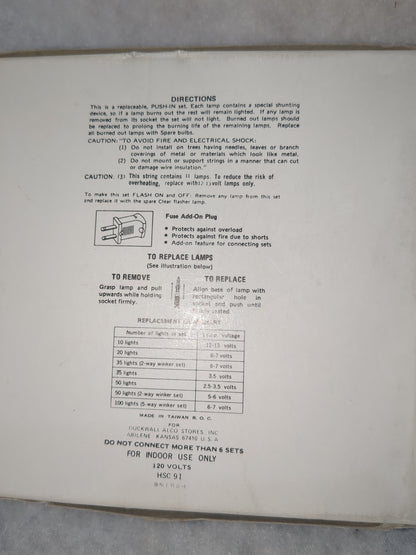 DIRECTIONS
This is a replaceable, PUSH-IN set. Each lamp contains a special shunting
device, so if a lamp burns out the rest will remain lighted. If any lamp is
removed from its socket the set will not light. Burned out lamps should
be replaced to prolong the burning life of the remaining lamps. Replace
all burned out lamps with Spare bulbs.
CAUTION: "TO AVOID FIRE AND ELECTRICAL SHOCK:
(1) Do not install on trees having needles, leaves or branch
coverings of metal or materials which look like metal.
(2) Do not mount or support strings in a manner that can cut
or damage wire insulation."
CAUTION: (3) This string contains 11 lamps. To reduce the risk of
overheating, replace with 12-13 volt lamps only.
To make this set FLASH ON and OFF: Remove any lamp from this set
and replace it with the spare Clear flasher lamp.
Fuse Add-On Plug
• Protects against overload
• Protects against fire due to shorts
• Add-on feature for connecting sets
TO REPLACE LAMPS
(See illustration below)
TO REMOVE
Grasp lamp and pull
upwards while holding
socket firmly.
TO REPLACE
Align base of lamp with
rectangular hole in
socket and push until
seated.
REPLACEMENT CHART
Number of lights in set voltage
10 lights 12-13 volts
20 lights 6-7 volts
35 lights (2-way winker set) 6-7 volts
35 lights 3.5 volts
50 lights 2.5-3.5 volts
50 lights (2-way winker set) 5-6 volts
100 lights (5-way winker set) 6-7 volts
MADE IN TAIWAN R.O.C.
FOR
DUCKWALL ALCO STORES, INC
ABILENE, KANSAS 67410 U.S.A
DO NOT CONNECT MORE THAN 6 SETS
FOR INDOOR USE ONLY
120 VOLTS
HSC 91